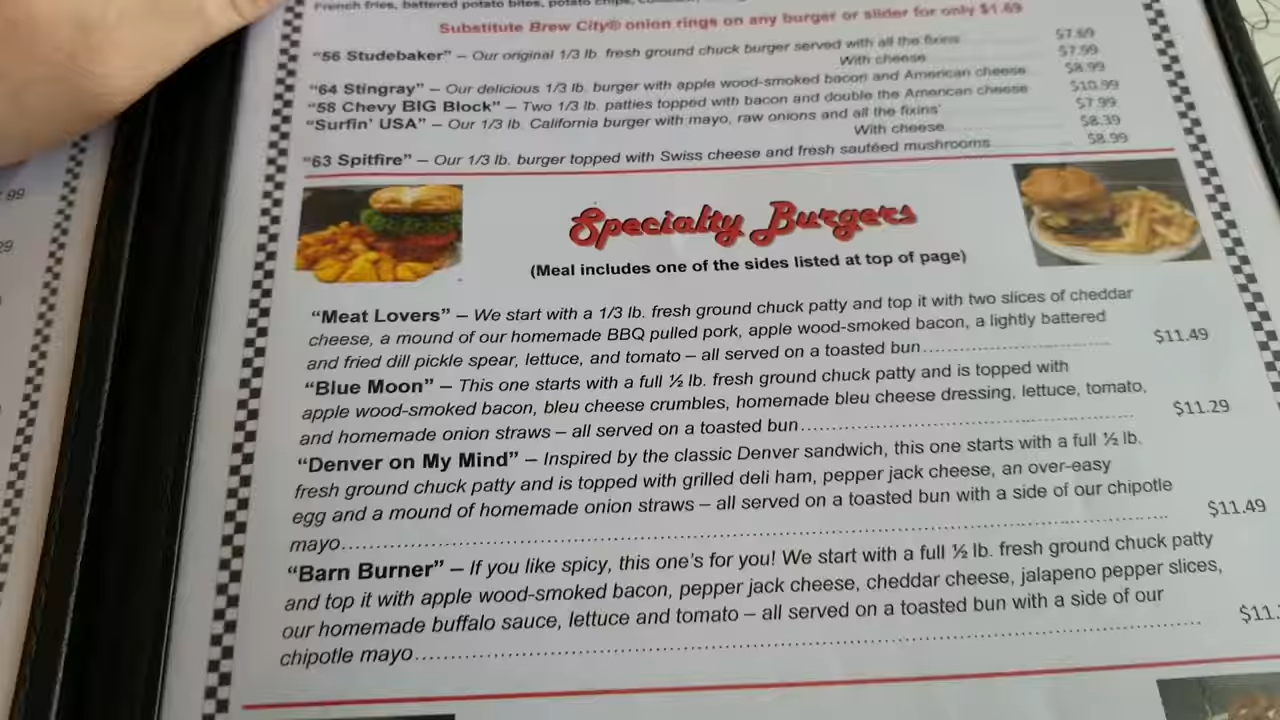 French fries, battered potato bites, potato chips,
Substitute Brew City® onion rings on any burger or slider for only $1.69
"56 Studebaker" – Our original 1/3 lb. fresh ground chuck burger served with all the fixins $7.69
With cheese $7.99
"64 Stingray" – Our delicious 1/3 lb. burger with apple wood-smoked bacon and American cheese $8.99
"58 Chevy BIG Block" – Two 1/3 lb. patties topped with bacon and double the American cheese $10.99
"Surfin' USA" – Our 1/3 lb. California burger with mayo, raw onions and all the fixins' $7.99
With cheese $8.39
"63 Spitfire" – Our 1/3 lb. burger topped with Swiss cheese and fresh sautéed mushrooms $8.99
Specialty Burgers
(Meal includes one of the sides listed at top of page)
"Meat Lovers" – We start with a 1/3 lb. fresh ground chuck patty and top it with two slices of cheddar
cheese, a mound of our homemade BBQ pulled pork, apple wood-smoked bacon, a lightly battered
and fried dill pickle spear, lettuce, and tomato – all served on a toasted bun........................ $11.49
"Blue Moon" – This one starts with a full ½ lb. fresh ground chuck patty and is topped with
apple wood-smoked bacon, bleu cheese crumbles, homemade bleu cheese dressing, lettuce, tomato,
and homemade onion straws – all served on a toasted bun........................ $11.29
"Denver on My Mind" – Inspired by the classic Denver sandwich, this one starts with a full ½ lb.
fresh ground chuck patty and is topped with grilled deli ham, pepper jack cheese, an over-easy
egg and a mound of homemade onion straws – all served on a toasted bun with a side of our chipotle
mayo........................ $11.49
"Barn Burner" – If you like spicy, this one's for you! We start with a full ½ lb. fresh ground chuck patty
and top it with apple wood-smoked bacon, pepper jack cheese, cheddar cheese, jalapeno pepper slices,
our homemade buffalo sauce, lettuce and tomato – all served on a toasted bun with a side of our
chipotle mayo........................ $11.